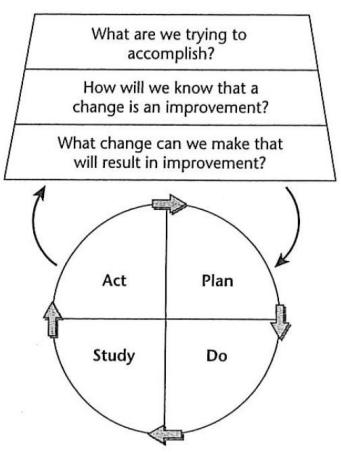 What are we trying to
accomplish?
How will we know that a
change is an improvement?
What change can we make that
will result in improvement?
Act
Plan
Study
Do